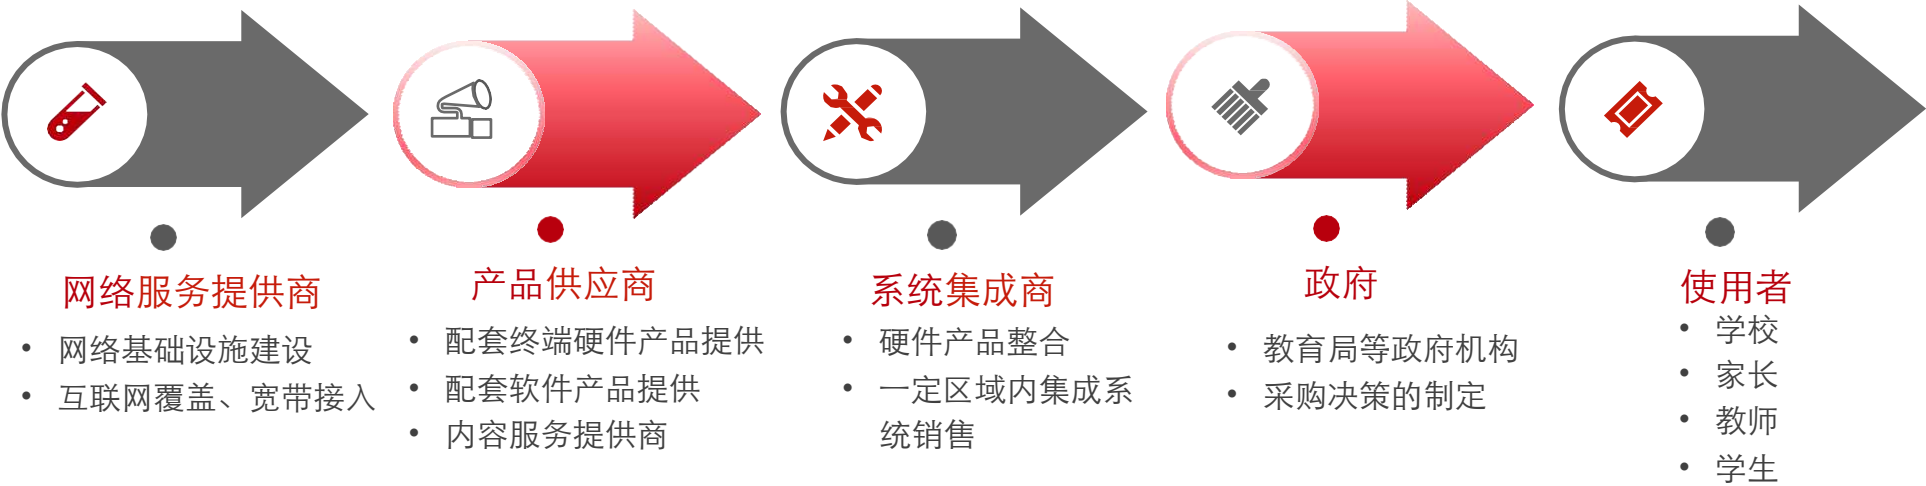 网络服务提供商
• 网络基础设施建设
• 互联网覆盖、宽带接入
产品供应商
• 配套终端硬件产品提供
• 配套软件产品提供
• 内容服务提供商
系统集成商
• 硬件产品整合
• 一定区域内集成系
统销售
政府
• 教育局等政府机构
• 采购决策的制定
使用者
• 学校
• 家长
• 教师
• 学生